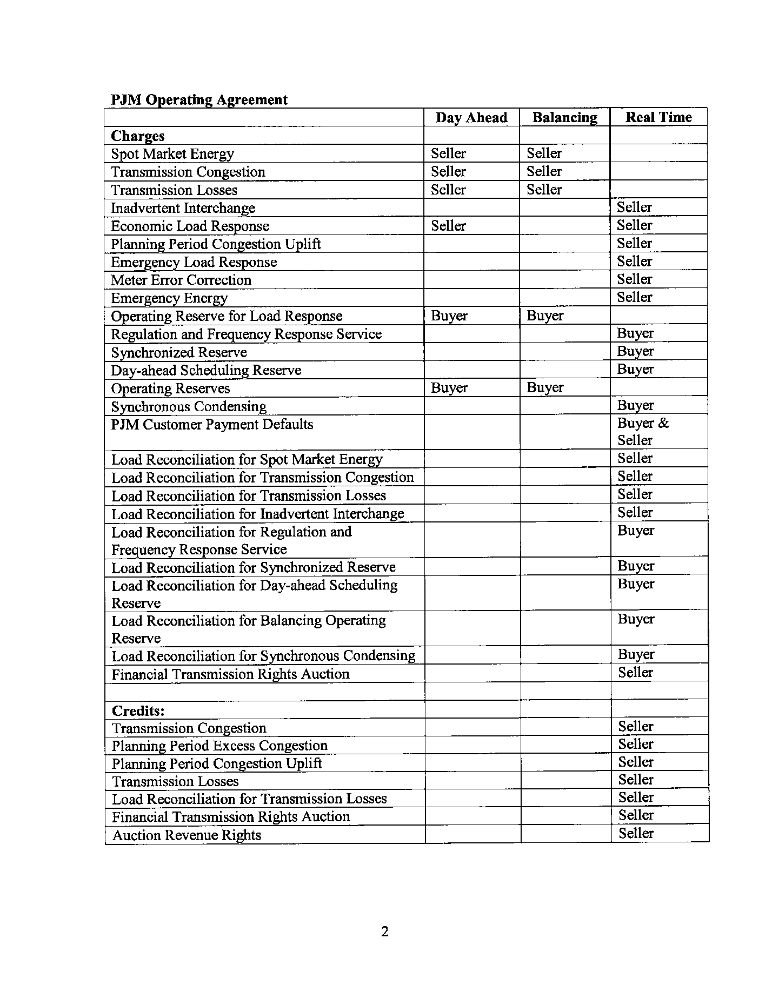 PJM Operating Agreement
Day Ahead Balancing Real Time
Charges
Spot Market Energy Seller Seller
Transmission Congestion Seller Seller
Transmission Losses Seller Seller
Inadvertent Interchange Seller
Economic Load Response Seller Seller
Planning Period Congestion Uplift Seller
Emergency Load Response Seller
Meter Error Correction Seller
Emergency Energy Seller
Operating Reserve for Load Response Buyer Buyer
Regulation and Frequency Response Service Buyer
Synchronized Reserve Buyer
Day-ahead Scheduling Reserve Buyer
Operating Reserves Buyer Buyer
Synchronous Condensing Buyer
PJM Customer Payment Defaults Buyer &
Seller
Load Reconciliation for Spot Market Energy Seller
Load Reconciliation for Transmission Congestion Seller
Load Reconciliation for Transmission Losses Seller
Load Reconciliation for Inadvertent Interchange Seller
Load Reconciliation for Regulation and Buyer
Frequency Response Service
Load Reconciliation for Synchronized Reserve Buyer
Load Reconciliation for Day-ahead Scheduling Buyer
Reserve
Load Reconciliation for Balancing Operating Buyer
Reserve
Load Reconciliation for Synchronous Condensing Buyer
Financial Transmission Rights Auction Seller
Credits:
Transmission Congestion Seller
Planning Period Excess Congestion Seller
Planning Period Congestion Uplift Seller
Transmission Losses Seller
Load Reconciliation for Transmission Losses Seller
Financial Transmission Rights Auction Seller
Auction Revenue Rights Seller
2